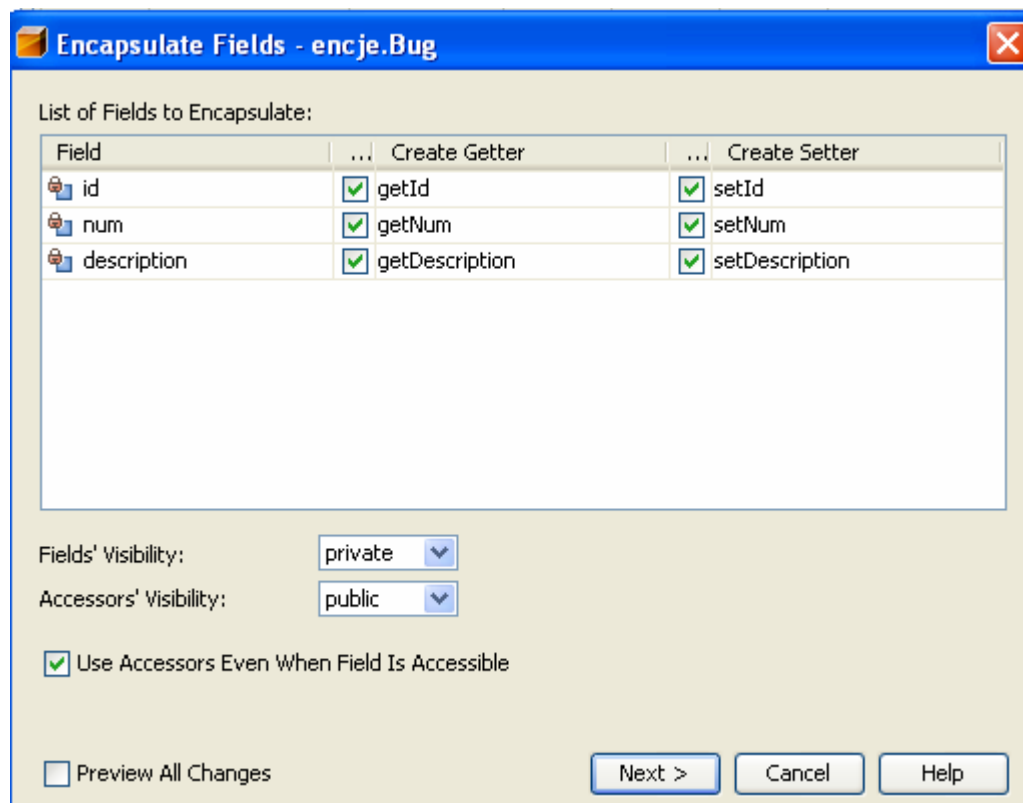 Encapsulate Fields - encje.Bug
List of Fields to Encapsulate:
Field ... Create Getter ... Create Setter
id getId setId
num getNum setNum
description getDescription setDescription
Fields' Visibility: private
Accessors' Visibility: public
Use Accessors Even When Field Is Accessible
Preview All Changes Next > Cancel Help